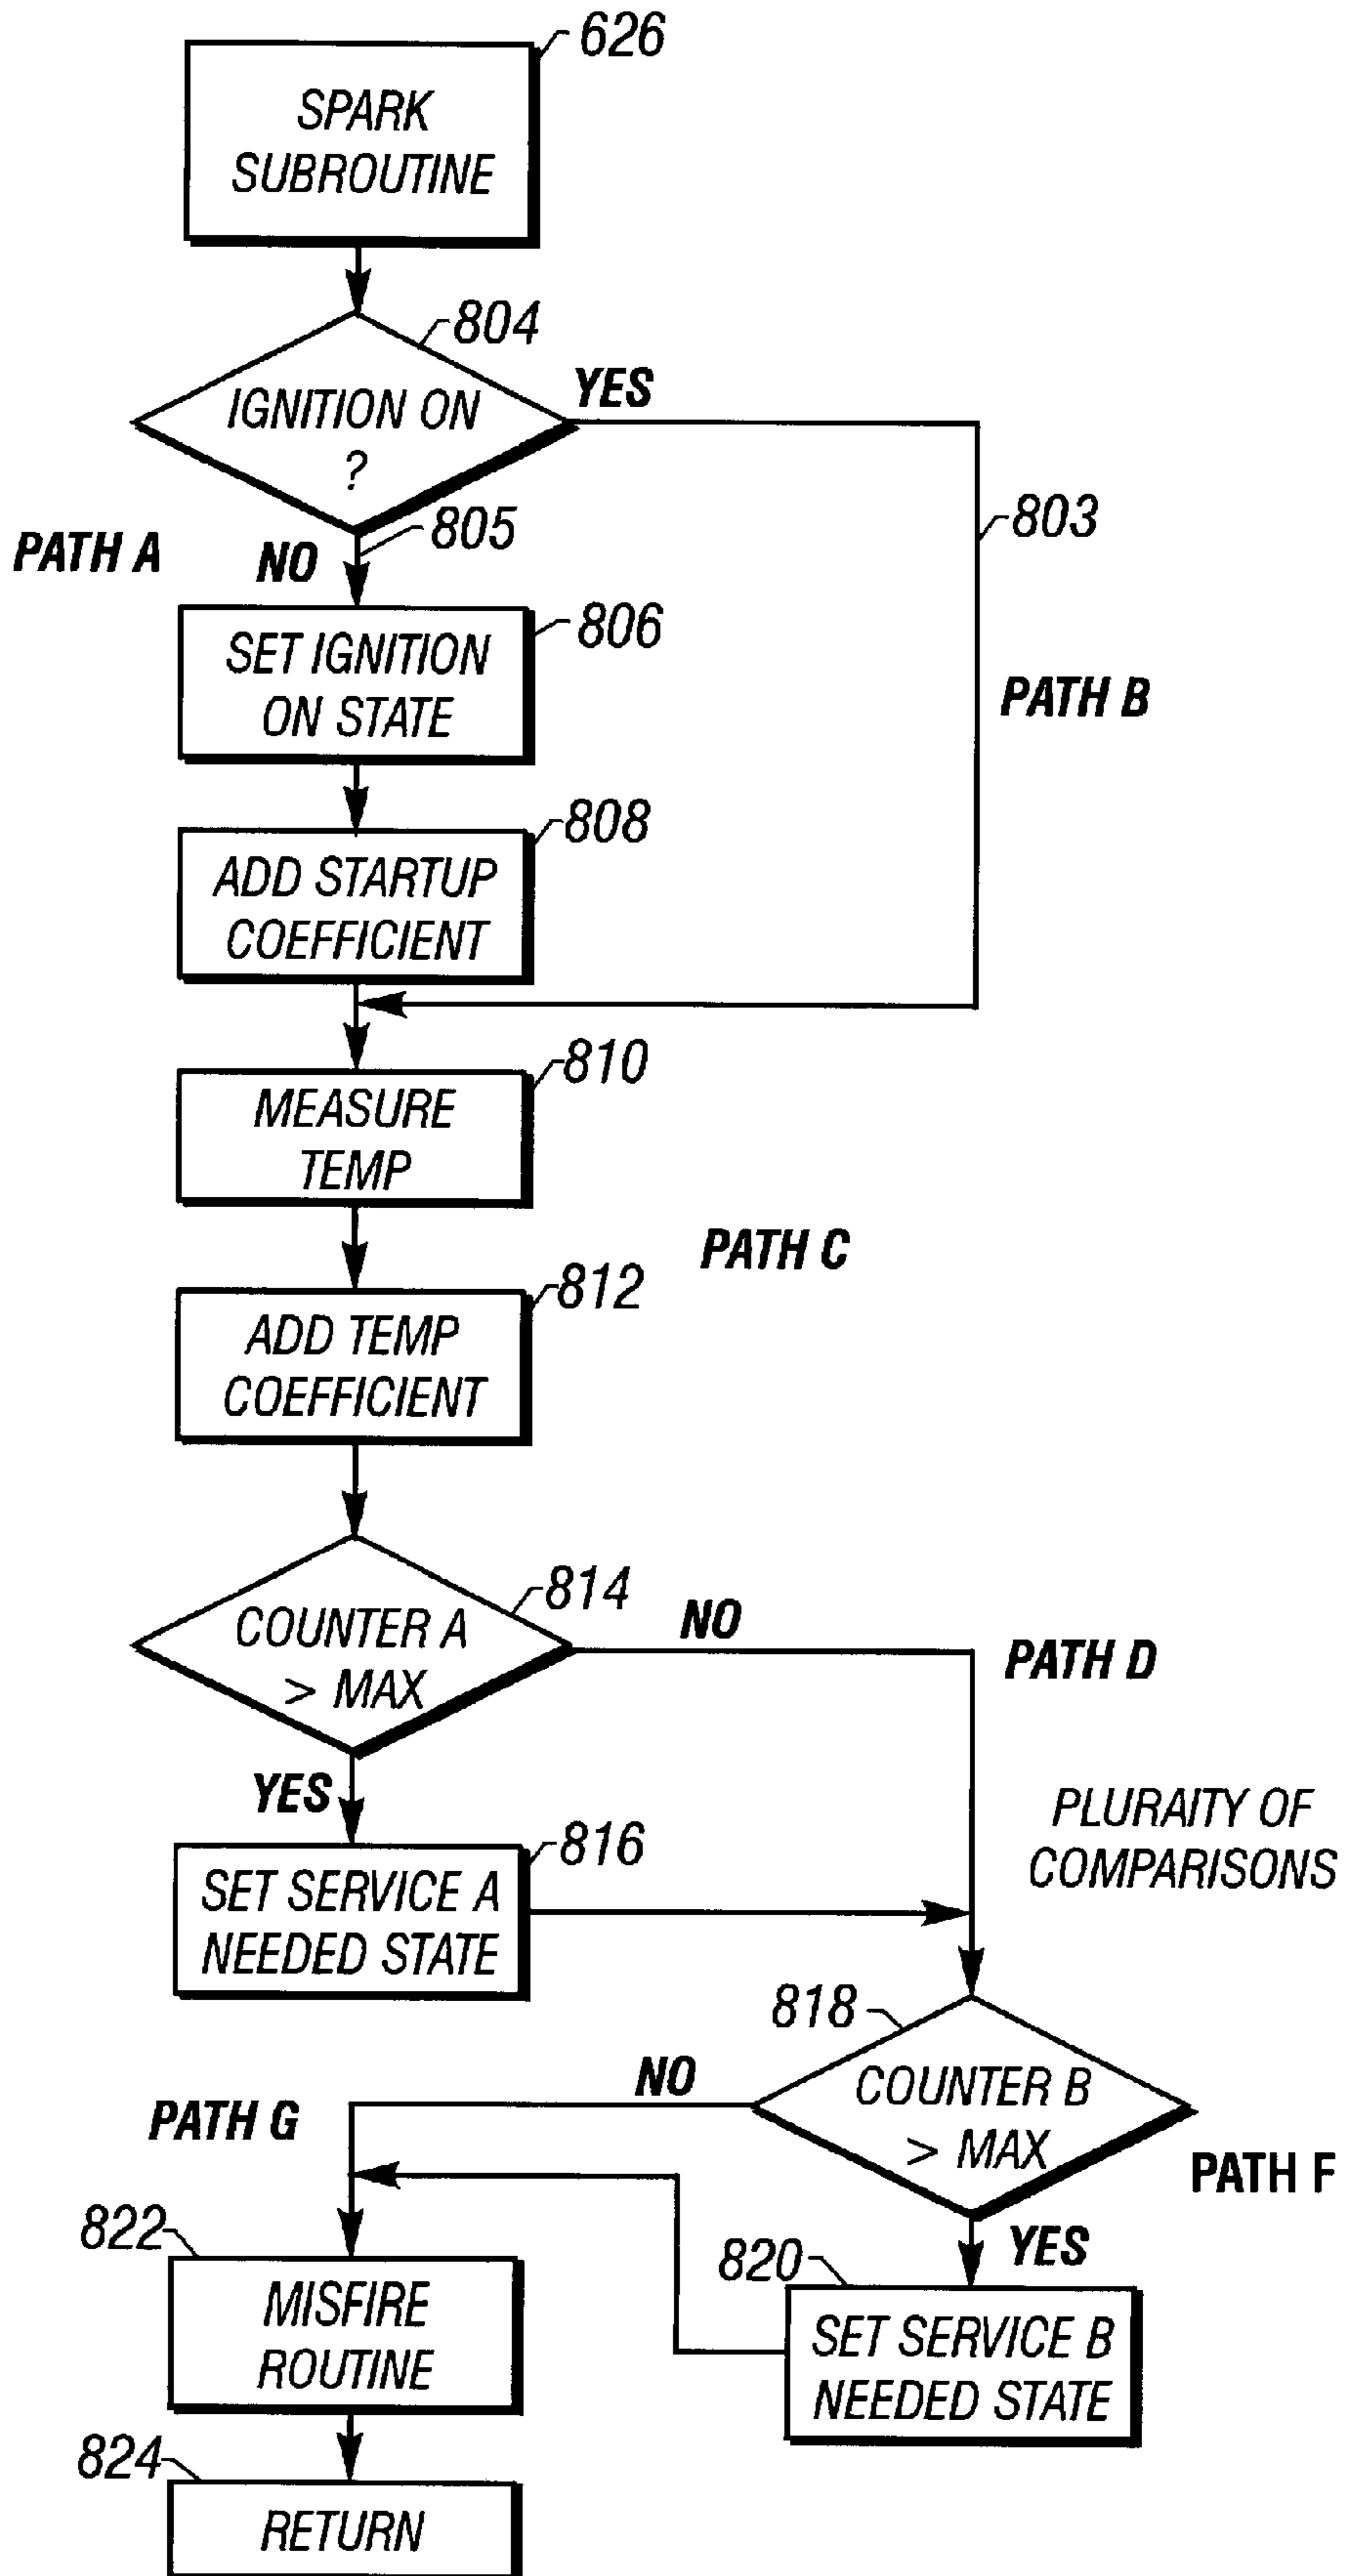 626
SPARK
SUBROUTINE
804
IGNITION ON
?
YES
803
805
PATH A
NO
806
SET IGNITION
ON STATE
PATH B
808
ADD STARTUP
COEFFICIENT
810
MEASURE
TEMP
PATH C
812
ADD TEMP
COEFFICIENT
814
COUNTER A
> MAX
NO
PATH D
YES
PLURAITY OF
COMPARISONS
816
SET SERVICE A
NEEDED STATE
818
COUNTER B
> MAX
NO
PATH G
PATH F
YES
822
MISFIRE
ROUTINE
820
SET SERVICE B
NEEDED STATE
824
RETURN